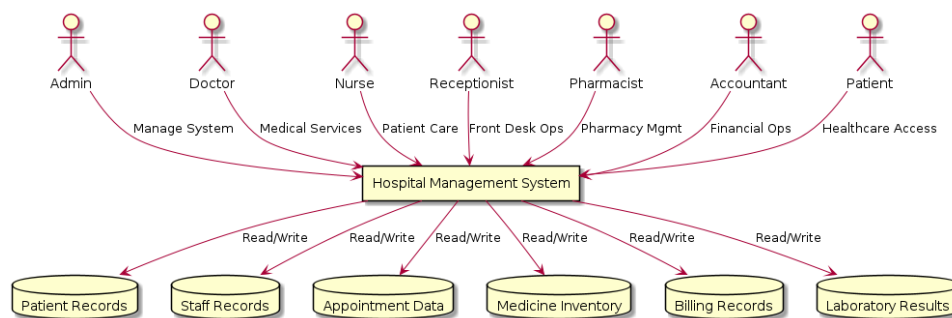 Admin
Doctor
Nurse
Receptionist
Pharmacist
Accountant
Patient
Manage System
Medical Services
Patient Care
Front Desk Ops
Pharmacy Mgmt
Financial Ops
Healthcare Access
Hospital Management System
Read/Write
Read/Write
Read/Write
Read/Write
Read/Write
Read/Write
Patient Records
Staff Records
Appointment Data
Medicine Inventory
Billing Records
Laboratory Results